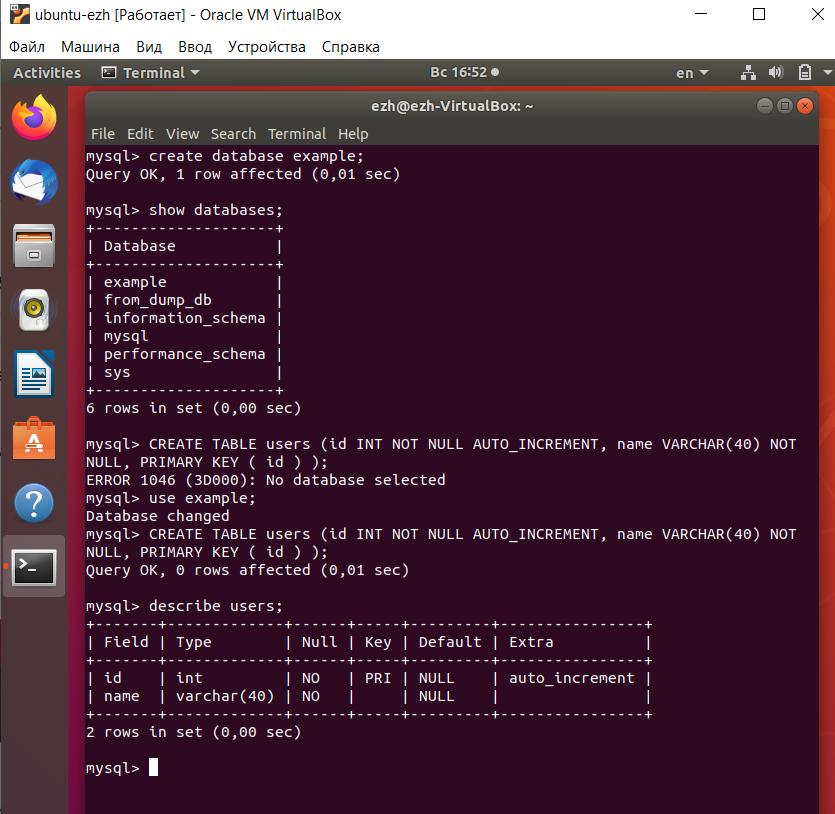 ubuntu-ezh [Работает] - Oracle VM VirtualBox
Файл Машина Вид Ввод Устройства Справка
Activities Terminal Вс 16:52 en
ezh@ezh-VirtualBox: ~
File Edit View Search Terminal Help
mysql> create database example;
Query OK, 1 row affected (0,01 sec)
mysql> show databases;
+--------------------+
| Database           |
+--------------------+
| example            |
| from_dump_db       |
| information_schema |
| mysql              |
| performance_schema |
| sys                |
+--------------------+
6 rows in set (0,00 sec)
mysql> CREATE TABLE users (id INT NOT NULL AUTO_INCREMENT, name VARCHAR(40) NOT
NULL, PRIMARY KEY ( id ) );
ERROR 1046 (3D000): No database selected
mysql> use example;
Database changed
mysql> CREATE TABLE users (id INT NOT NULL AUTO_INCREMENT, name VARCHAR(40) NOT
NULL, PRIMARY KEY ( id ) );
Query OK, 0 rows affected (0,01 sec)
mysql> describe users;
+-------+-------------+------+-----+---------+----------------+
| Field | Type        | Null | Key | Default | Extra          |
+-------+-------------+------+-----+---------+----------------+
| id    | int         | NO   | PRI | NULL    | auto_increment |
| name  | varchar(40) | NO   |     | NULL    |                |
+-------+-------------+------+-----+---------+----------------+
2 rows in set (0,00 sec)
mysql>